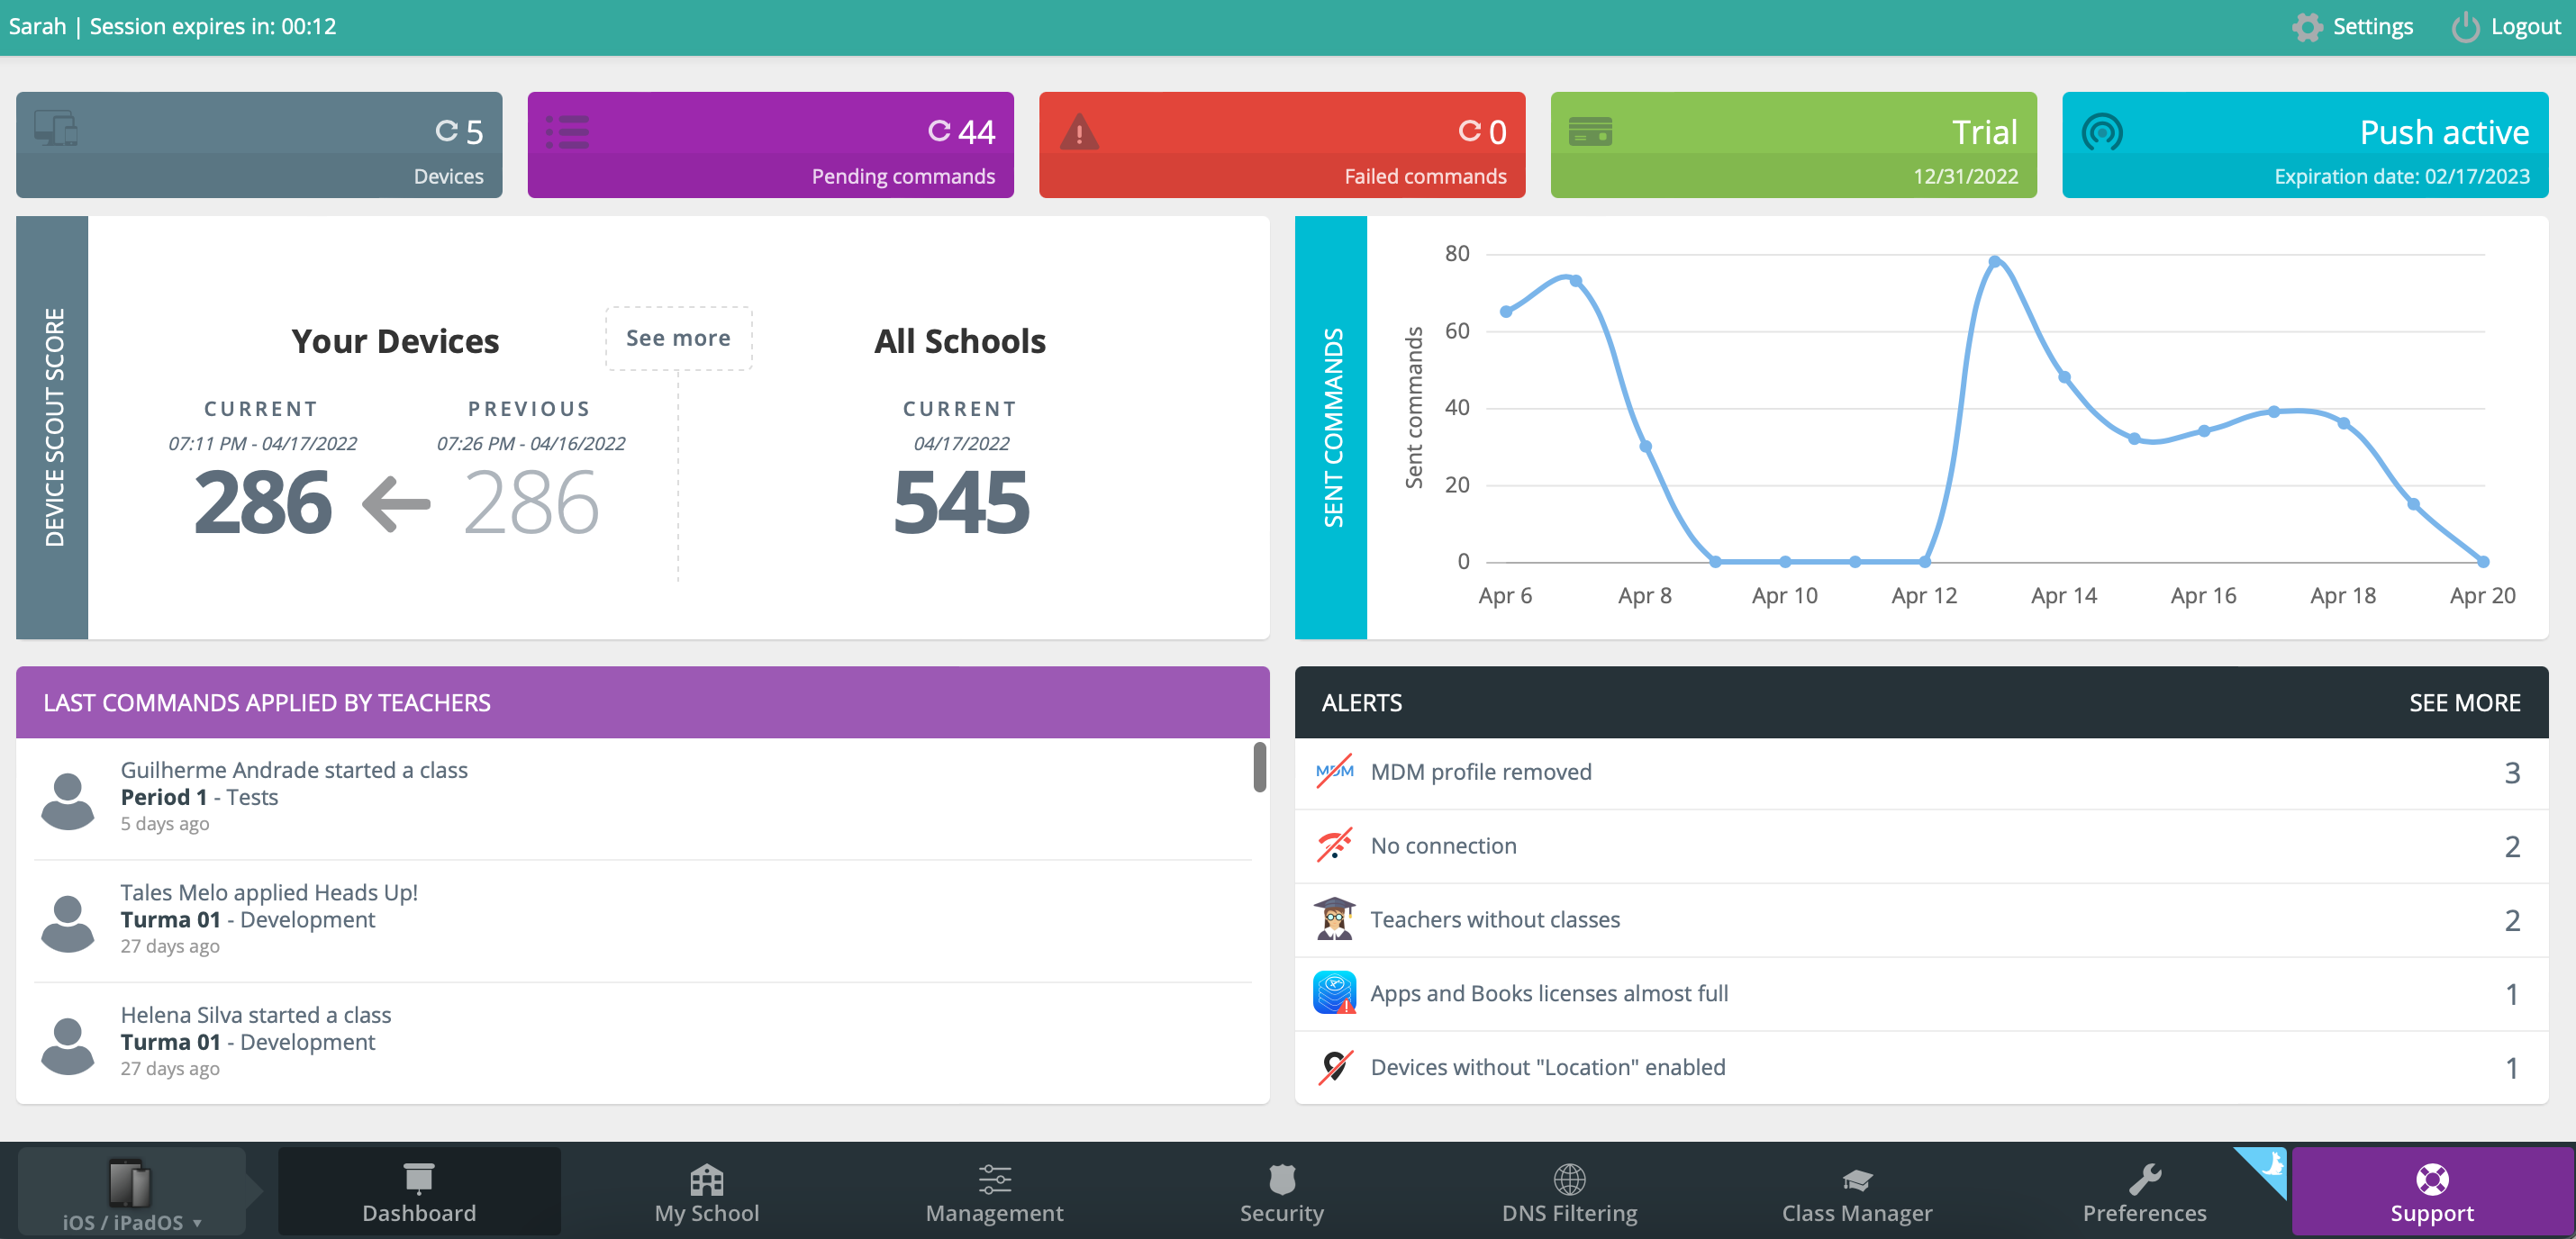 Sarah | Session expires in: 00:12
Settings
Logout
5
Devices
44
Pending commands
0
Failed commands
Trial
12/31/2022
Push active
Expiration date: 02/17/2023
DEVICE SCOUT SCORE
Your Devices
See more
All Schools
CURRENT
PREVIOUS
CURRENT
07:11 PM - 04/17/2022
07:26 PM - 04/16/2022
04/17/2022
286
286
545
SENT COMMANDS
Sent commands
80
60
40
20
0
Apr 6
Apr 8
Apr 10
Apr 12
Apr 14
Apr 16
Apr 18
Apr 20
LAST COMMANDS APPLIED BY TEACHERS
Guilherme Andrade started a class
Period 1 - Tests
5 days ago
Tales Melo applied Heads Up!
Turma 01 - Development
27 days ago
Helena Silva started a class
Turma 01 - Development
27 days ago
ALERTS
SEE MORE
MDM
MDM profile removed
3
No connection
2
Teachers without classes
2
Apps and Books licenses almost full
1
Devices without "Location" enabled
1
iOS / iPadOS
Dashboard
My School
Management
Security
DNS Filtering
Class Manager
Preferences
Support